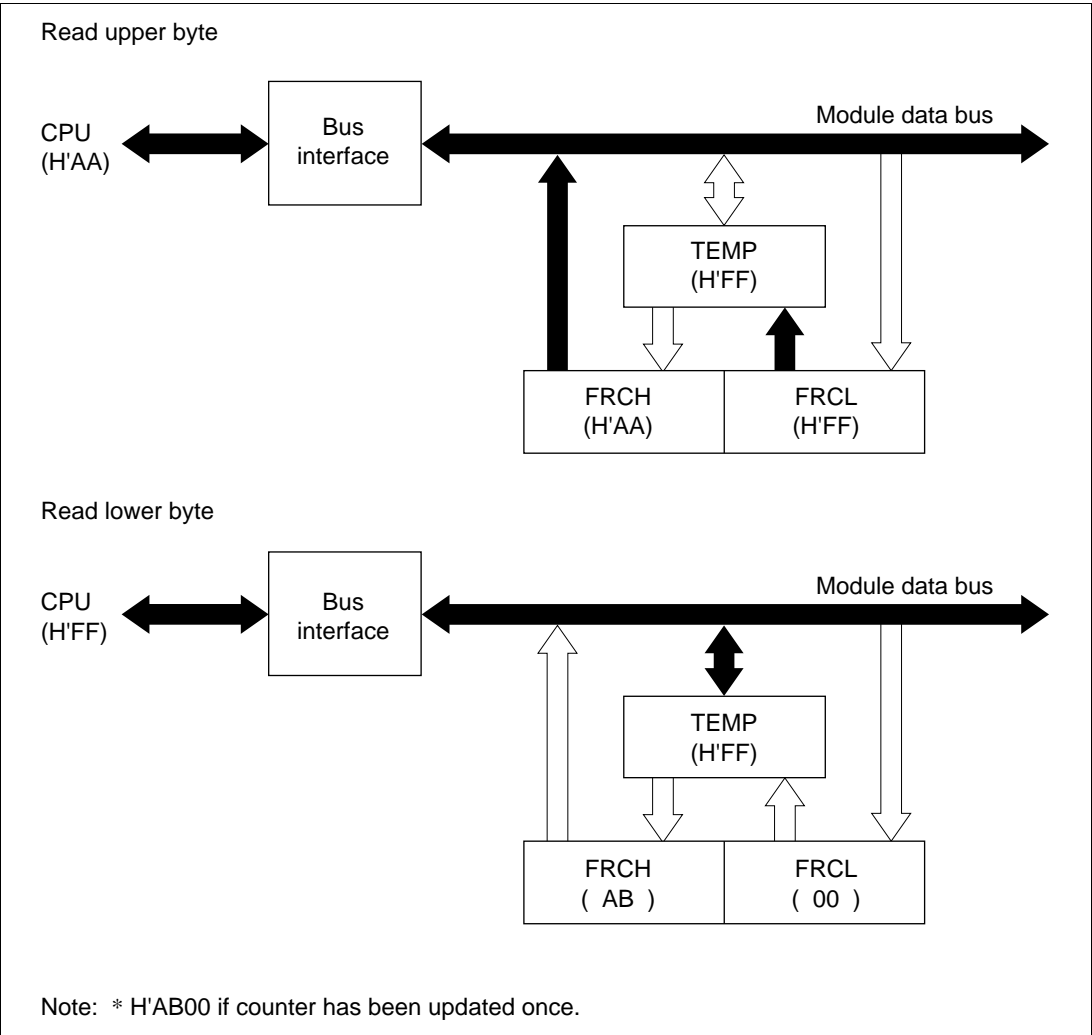 Read upper byte
CPU
(H'AA)
Bus
interface
Module data bus
TEMP
(H'FF)
FRCH
(H'AA)
FRCL
(H'FF)
Read lower byte
CPU
(H'FF)
Bus
interface
Module data bus
TEMP
(H'FF)
FRCH
( AB )
FRCL
( 00 )
Note: * H'AB00 if counter has been updated once.